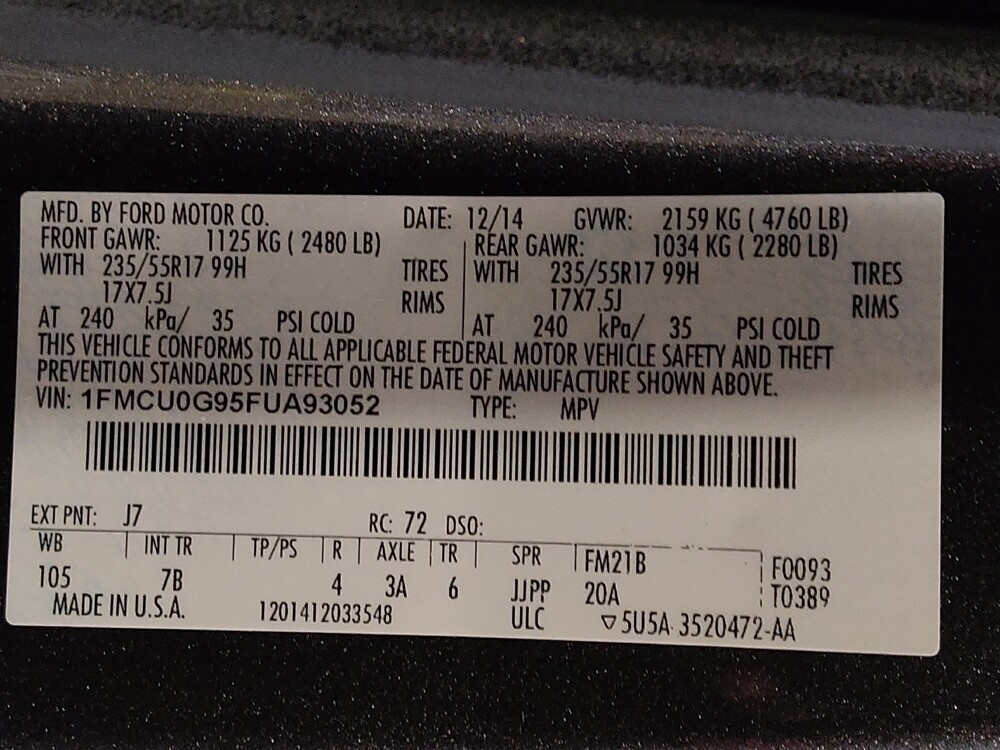 MFD. BY FORD MOTOR CO. DATE: 12/14 GVWR: 2159 KG ( 4760 LB)
FRONT GAWR: 1125 KG ( 2480 LB) REAR GAWR: 1034 KG ( 2280 LB)
WITH 235/55R17 99H TIRES WITH 235/55R17 99H TIRES
17X7.5J RIMS 17X7.5J RIMS
AT 240 kPa/ 35 PSI COLD AT 240 kPa/ 35 PSI COLD
THIS VEHICLE CONFORMS TO ALL APPLICABLE FEDERAL MOTOR VEHICLE SAFETY AND THEFT
PREVENTION STANDARDS IN EFFECT ON THE DATE OF MANUFACTURE SHOWN ABOVE.
VIN: 1FMCU0G95FUA93052 TYPE: MPV
EXT PNT: J7 RC: 72 DSO:
WB INT TR TP/PS R AXLE TR SPR FM21B F0093
105 7B 4 3A 6 JJPP 20A T0389
MADE IN U.S.A. 1201412033548 ULC ▽5U5A-3520472-AA